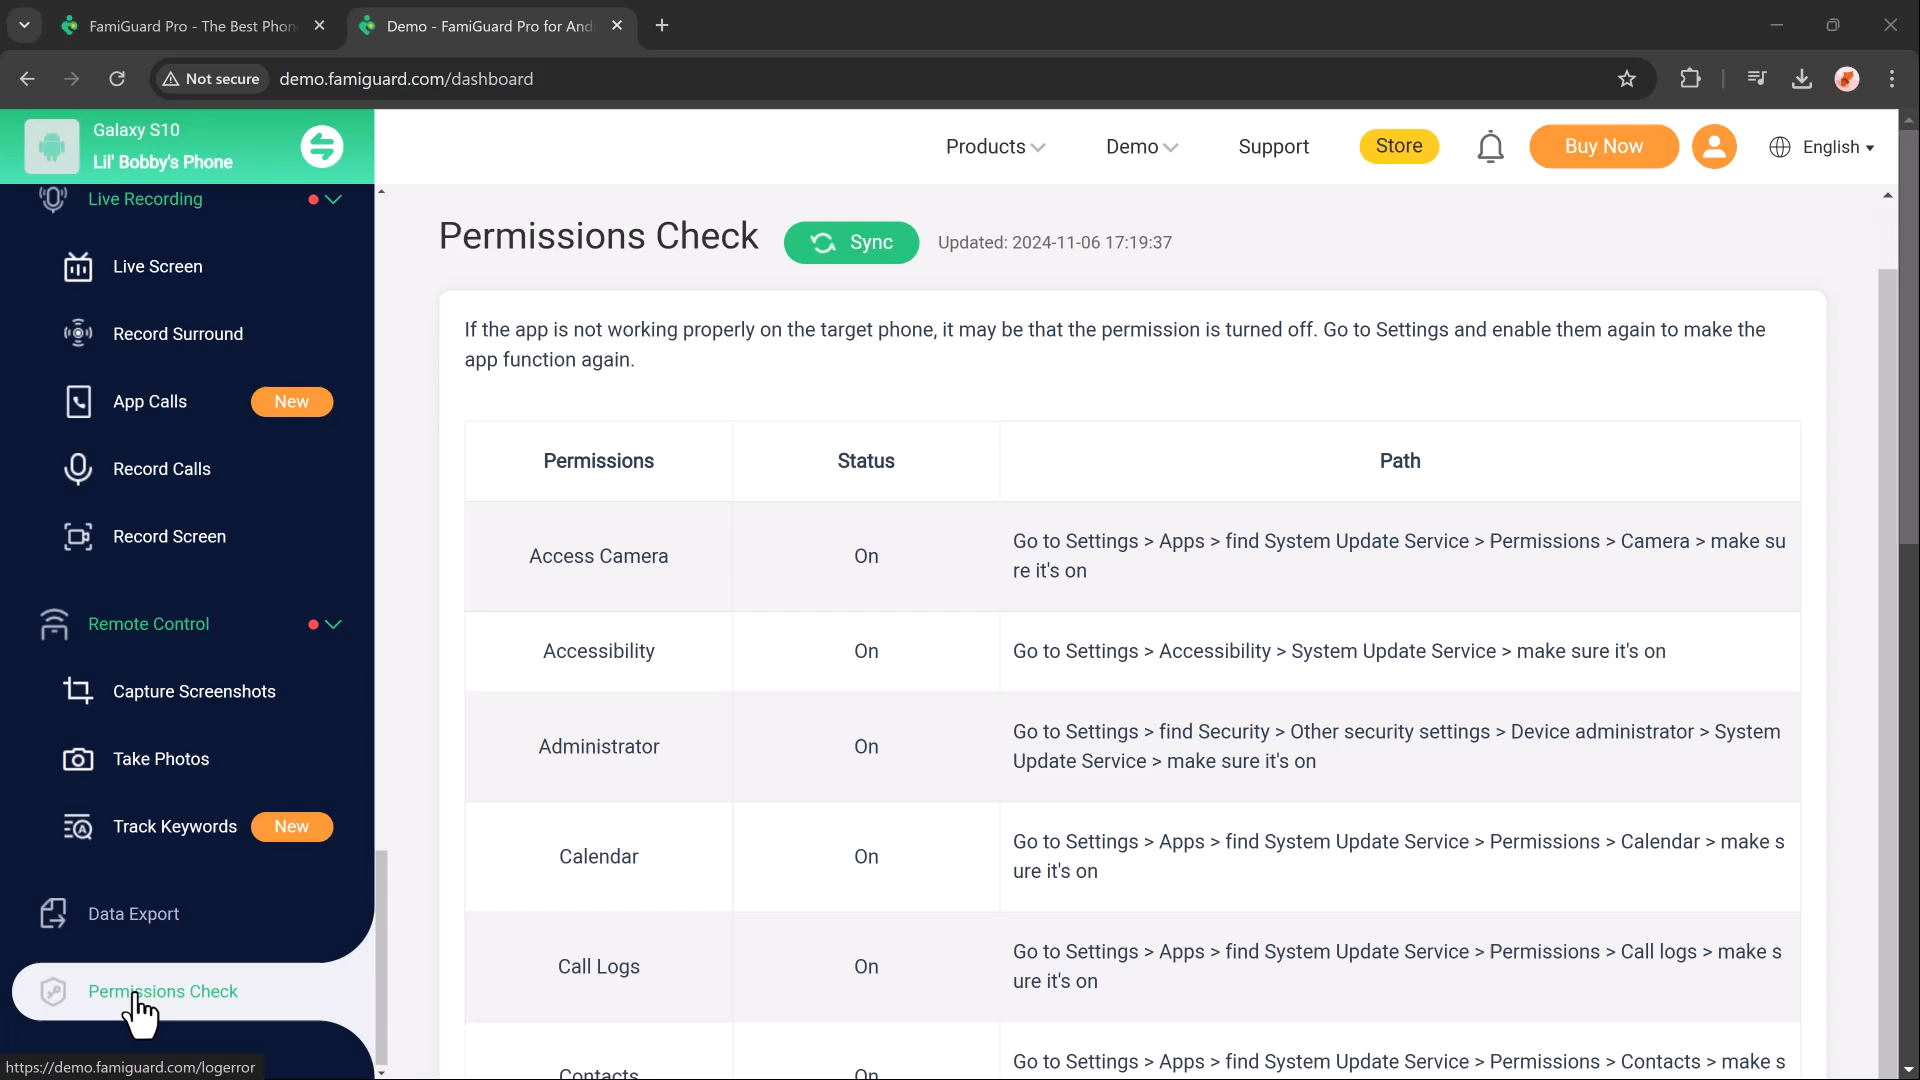 FamiGuard Pro - The Best Phon
Demo - FamiGuard Pro for And
Not secure
demo.famiguard.com/dashboard
Galaxy S10
Lil' Bobby's Phone
Products
Demo
Support
Store
Buy Now
English
Live Recording
Live Screen
Record Surround
App Calls
New
Record Calls
Record Screen
Remote Control
Capture Screenshots
Take Photos
Track Keywords
New
Data Export
Permissions Check
https://demo.famiguard.com/logerror
Permissions Check
Sync
Updated: 2024-11-06 17:19:37
If the app is not working properly on the target phone, it may be that the permission is turned off. Go to Settings and enable them again to make the
app function again.
Permissions
Status
Path
Access Camera
On
Go to Settings > Apps > find System Update Service > Permissions > Camera > make su
re it's on
Accessibility
On
Go to Settings > Accessibility > System Update Service > make sure it's on
Administrator
On
Go to Settings > find Security > Other security settings > Device administrator > System
Update Service > make sure it's on
Calendar
On
Go to Settings > Apps > find System Update Service > Permissions > Calendar > make s
ure it's on
Call Logs
On
Go to Settings > Apps > find System Update Service > Permissions > Call logs > make s
ure it's on
Contacts
On
Go to Settings > Apps > find System Update Service > Permissions > Contacts > make s